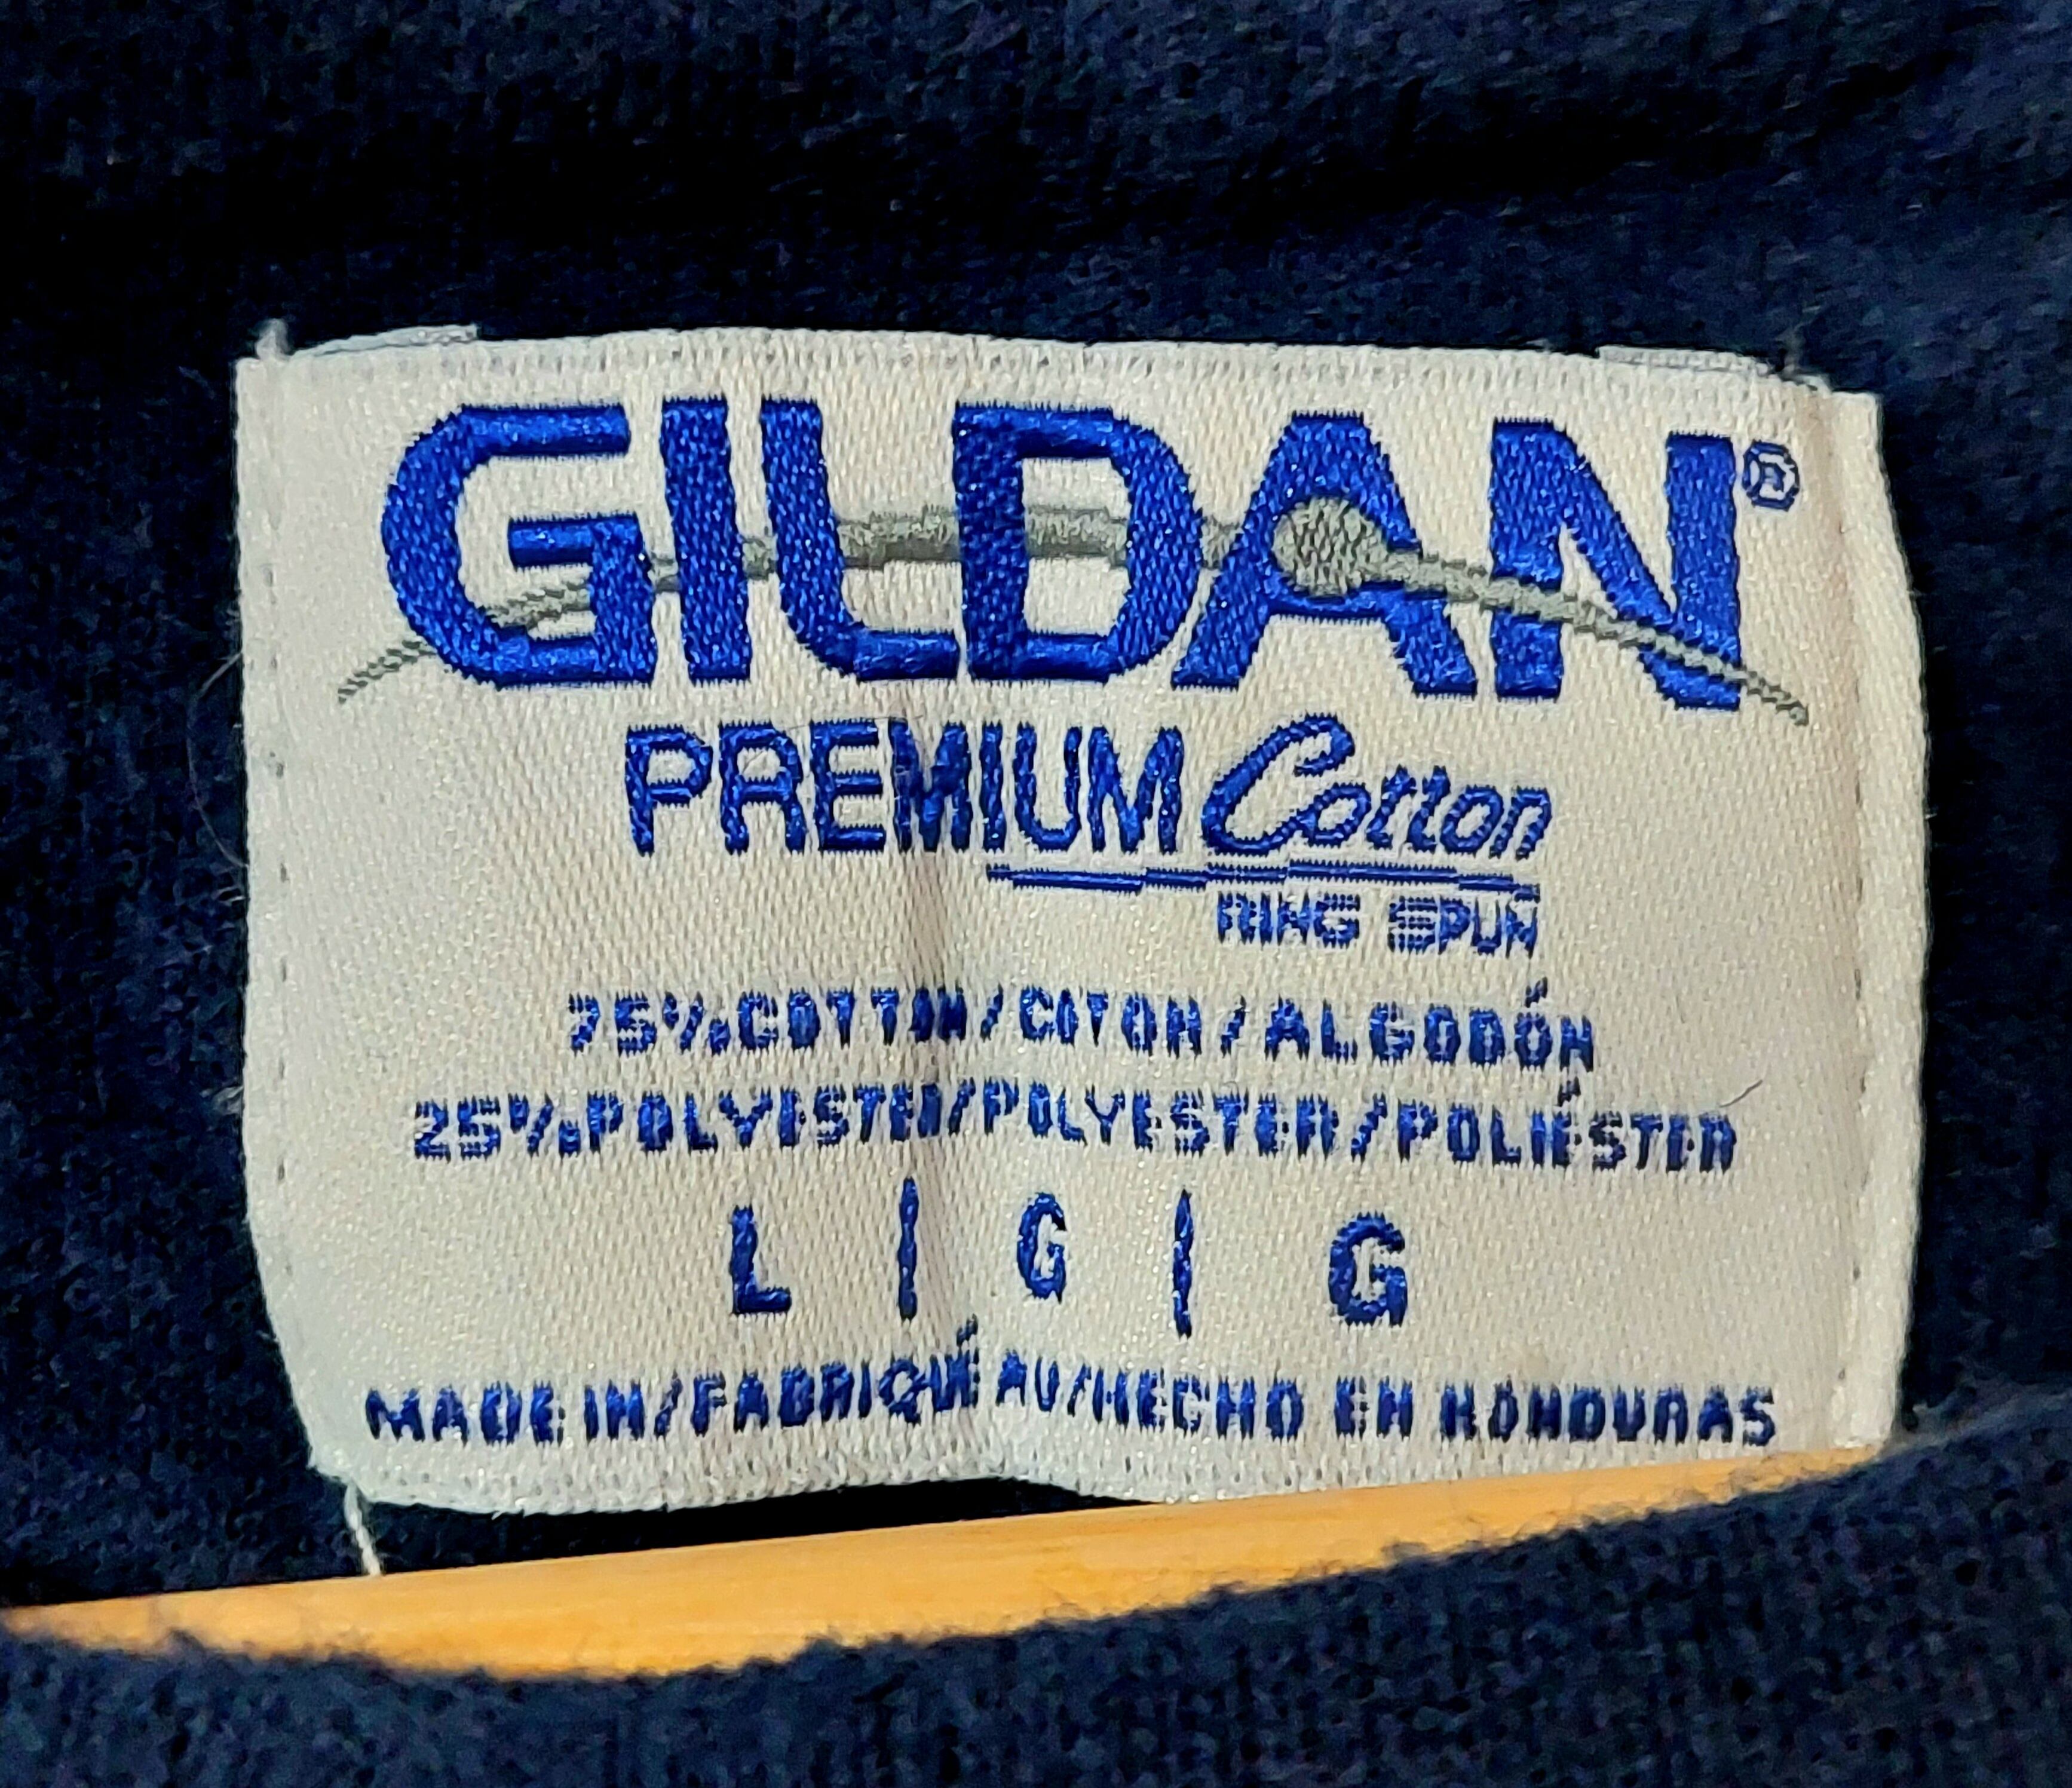 GILDAN®
PREMIUM Cotton
RING SPUN
75% COTTON/COTON/ALGODÓN
25% POLYESTER/POLYESTER/POLIÉSTER
L | G | G
MADE IN/FABRIQUÉ AU/HECHO EN HONDURAS